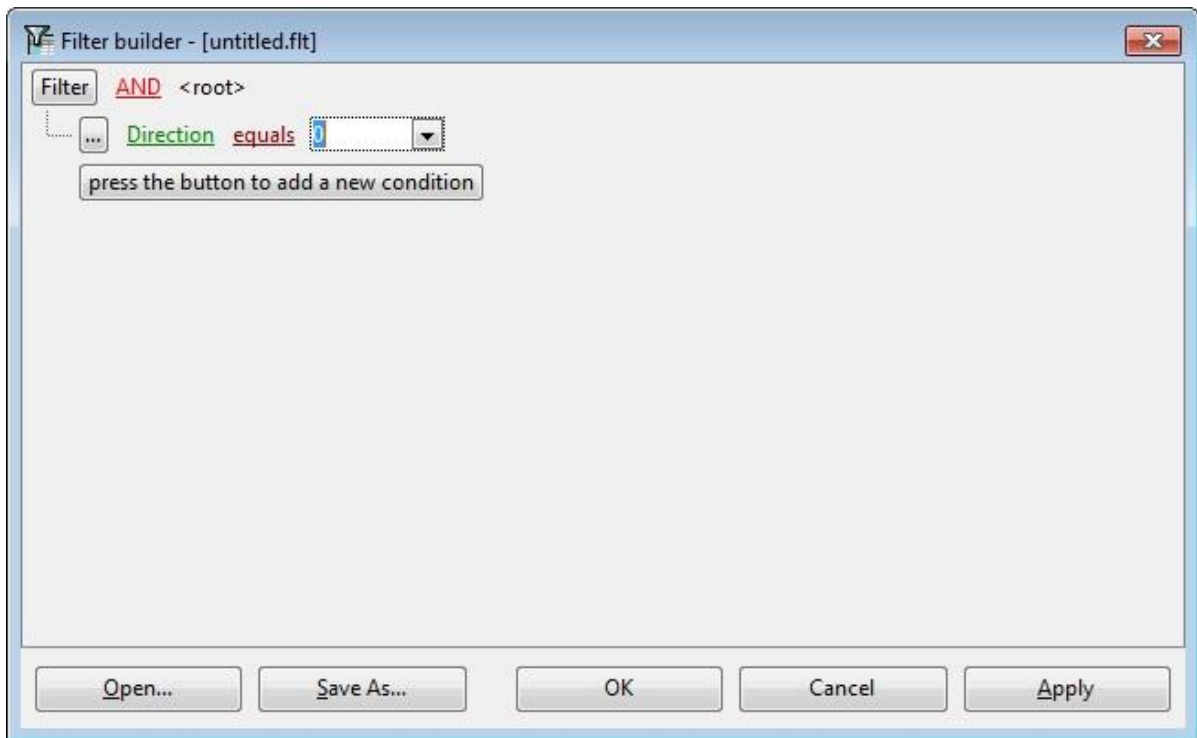 Filter builder - [untitled.flt]
Filter AND <root>
... Direction equals 0
press the button to add a new condition
Open... Save As... OK Cancel Apply